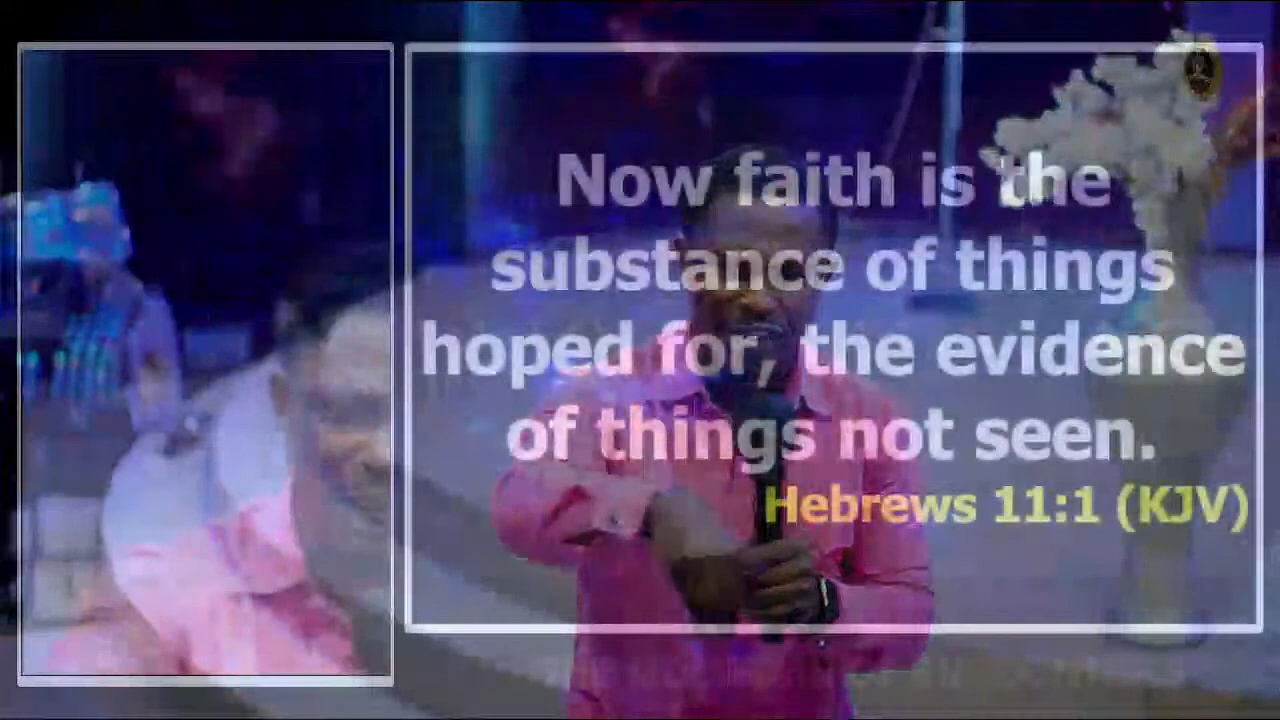 Now faith is the
substance of things
hoped for, the evidence
of things not seen.
Hebrews 11:1 (KJV)